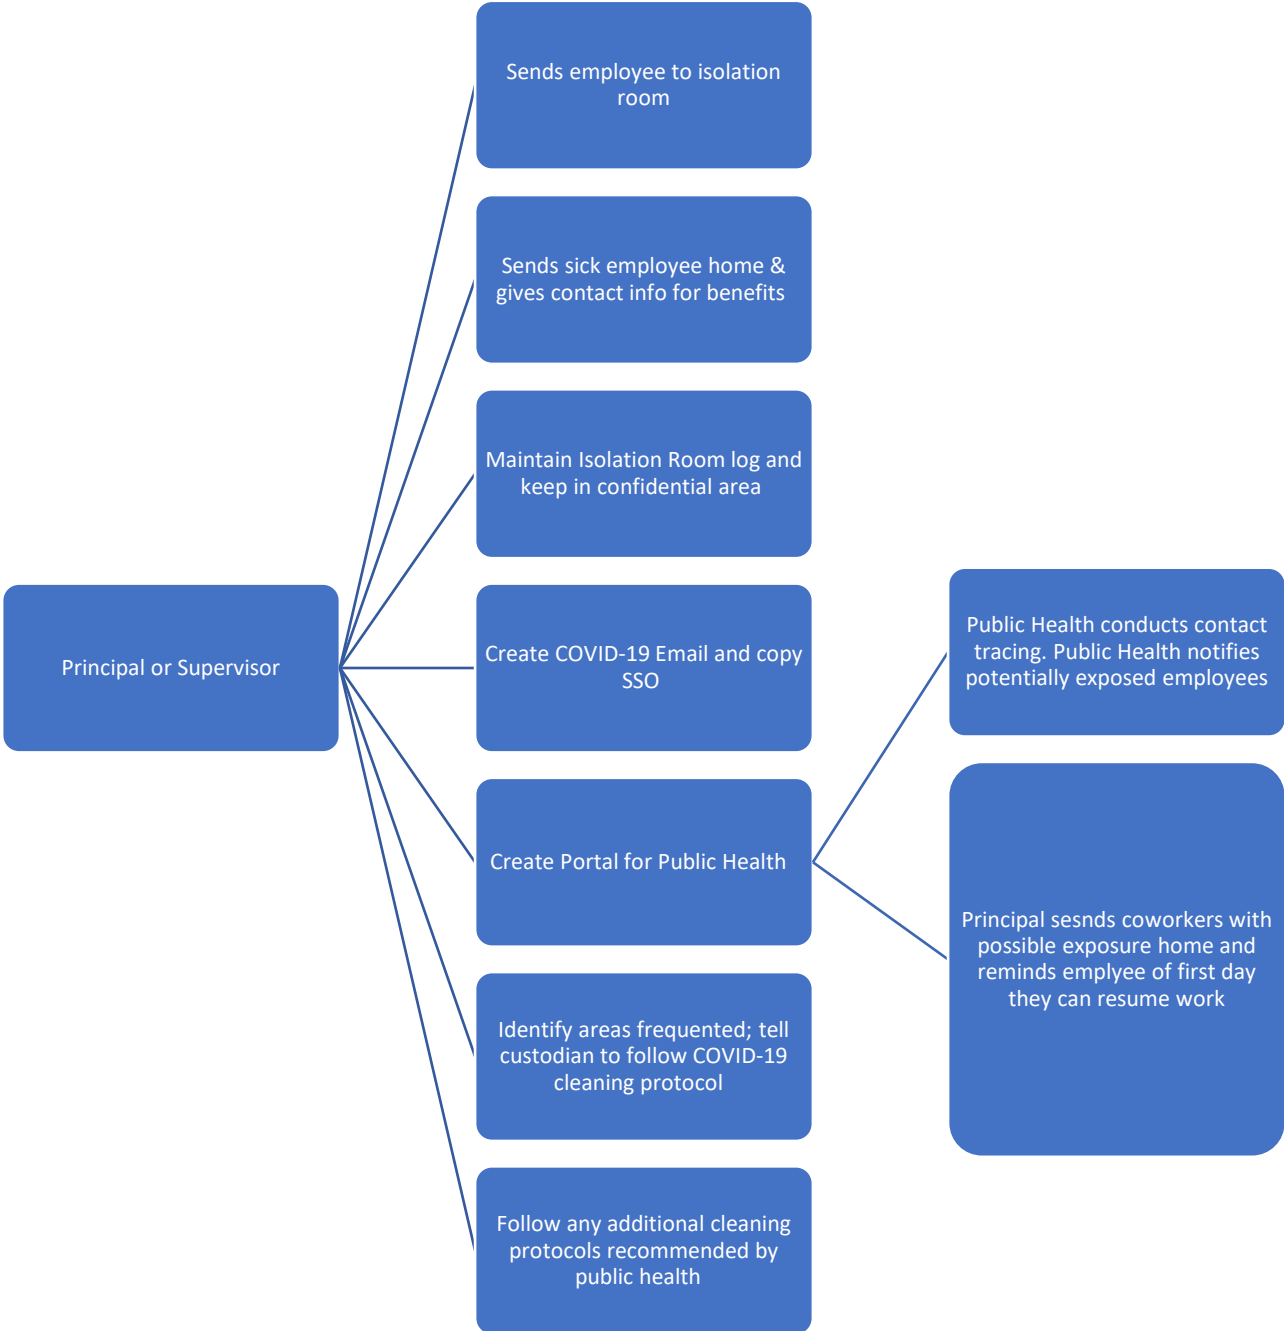 Sends employee to isolation
room
Sends sick employee home &
gives contact info for benefits
Maintain Isolation Room log and
keep in confidential area
Principal or Supervisor
Create COVID-19 Email and copy
SSO
Create Portal for Public Health
Public Health conducts contact
tracing. Public Health notifies
potentially exposed employees
Principal sesnds coworkers with
possible exposure home and
reminds emplyee of first day
they can resume work
Identify areas frequented; tell
custodian to follow COVID-19
cleaning protocol
Follow any additional cleaning
protocols recommended by
public health